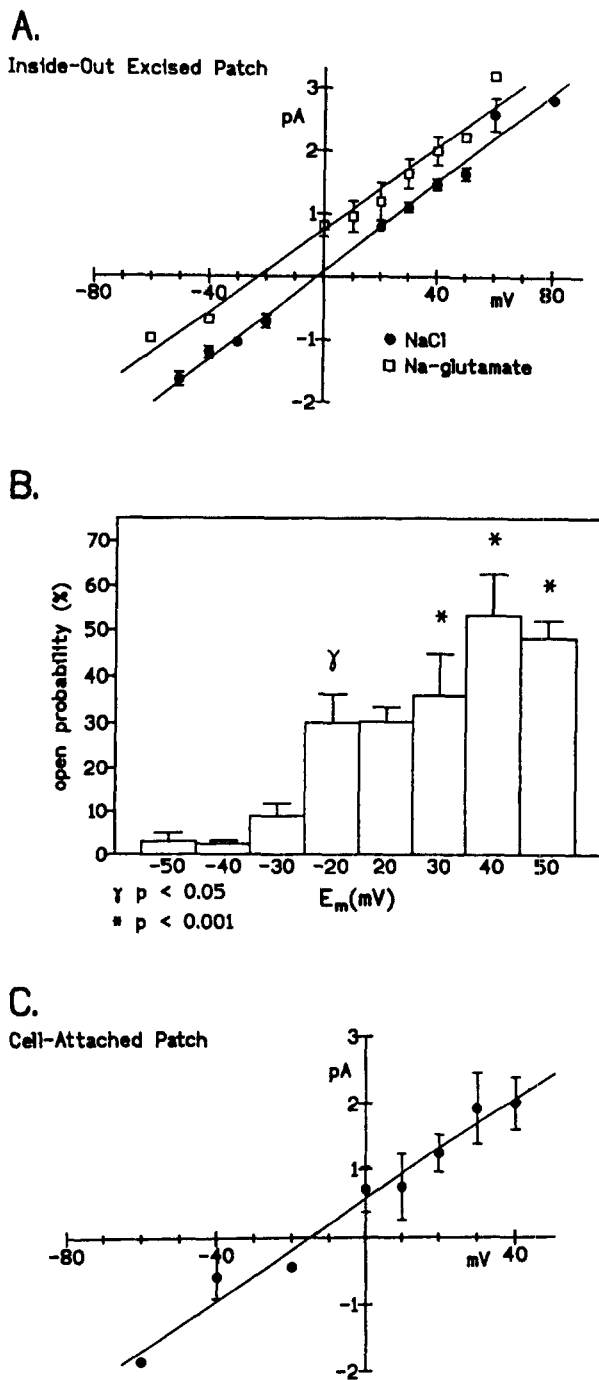 A.
Inside-Out Excised Patch
pA
3
2
1
-80
-40
40
80
mV
-1
-2
NaCl
Na-glutamate
B.
open probability (%)
70
60
50
40
30
20
10
0
-50 -40 -30 -20 20 30 40 50
γ
*
*
*
Em(mV)
γ p < 0.05
* p < 0.001
C.
Cell-Attached Patch
pA
3
2
1
-80
-40
mV
40
-1
-2